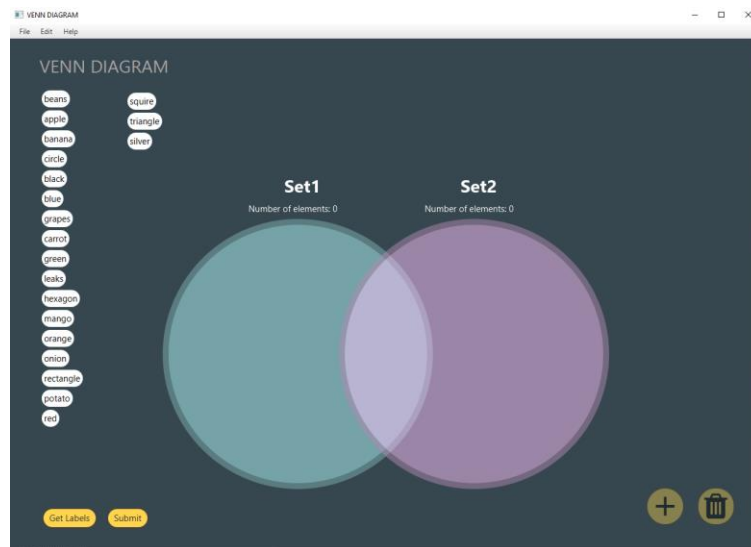 VENN DIAGRAM
File Edit Help
VENN DIAGRAM
beans
apple
banana
circle
black
blue
grapes
carrot
green
leaks
hexagon
mango
orange
onion
rectangle
potato
red
squire
triangle
silver
Set1
Number of elements: 0
Set2
Number of elements: 0
Get Labels
Submit